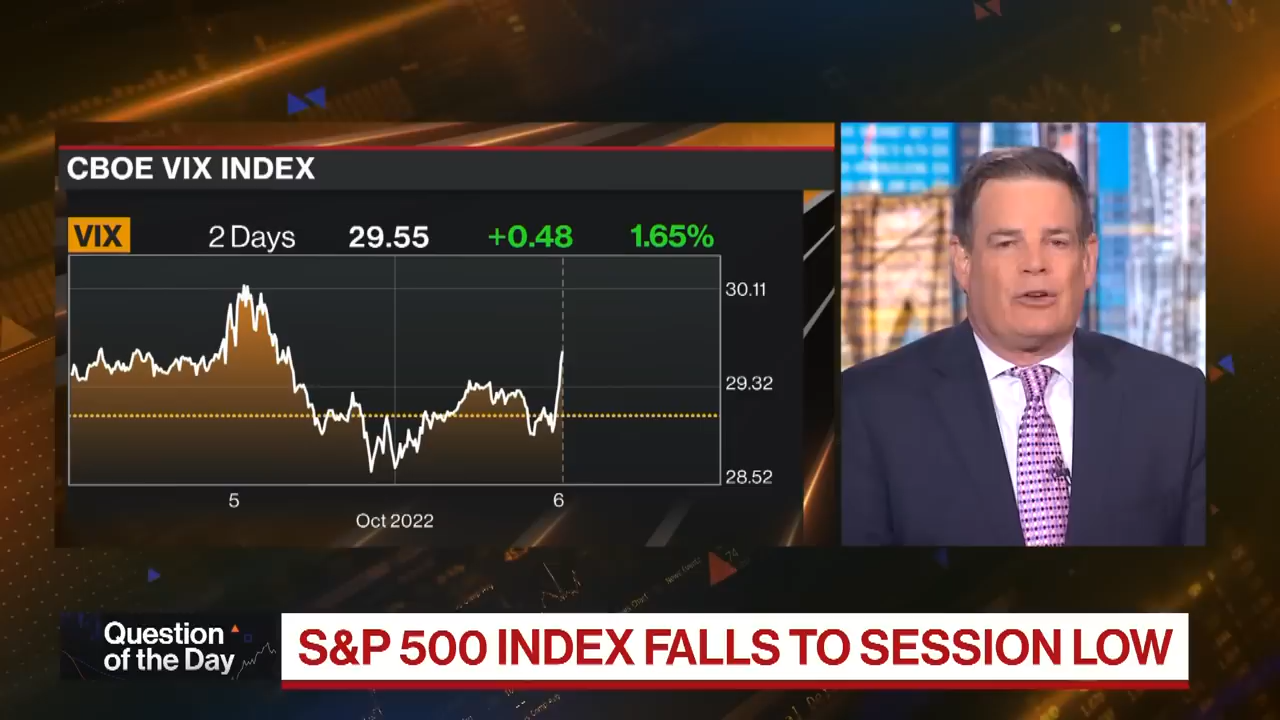 CBOE VIX INDEX
VIX 2 Days 29.55 +0.48 1.65%
30.11
29.32
28.52
5 6
Oct 2022
Question
of the Day
S&P 500 INDEX FALLS TO SESSION LOW